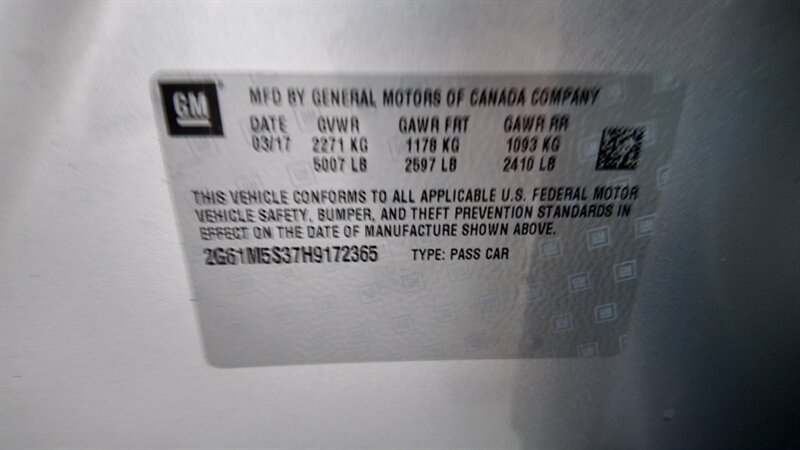 GM MFD BY GENERAL MOTORS OF CANADA COMPANY
DATE GVWR GAWR FRT GAWR RR
03/17 2271 KG 1178 KG 1093 KG
5007 LB 2597 LB 2410 LB
THIS VEHICLE CONFORMS TO ALL APPLICABLE U.S. FEDERAL MOTOR
VEHICLE SAFETY, BUMPER, AND THEFT PREVENTION STANDARDS IN
EFFECT ON THE DATE OF MANUFACTURE SHOWN ABOVE.
2G61M5S37H9172365 TYPE: PASS CAR